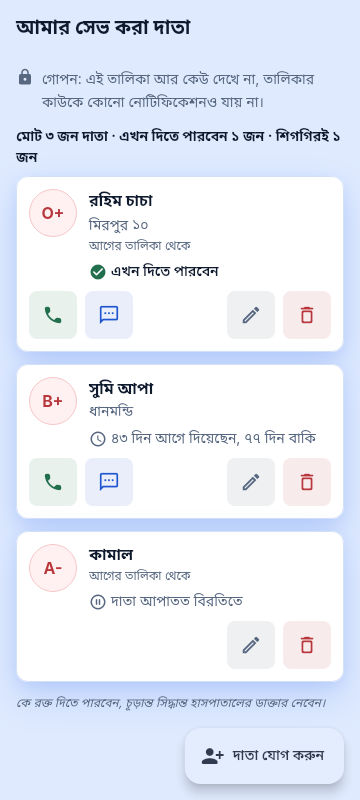 আমার সেভ করা দাতা
গোপন: এই তালিকা আর কেউ দেখে না, তালিকার
কাউকে কোনো নোটিফিকেশনও যায় না।
মোট ৩ জন দাতা · এখন দিতে পারবেন ১ জন · শিগগিরই ১
জন
O+
রহিম চাচা
মিরপুর ১০
আগের তালিকা থেকে
এখন দিতে পারবেন
B+
সুমি আপা
ধানমন্ডি
৪৩ দিন আগে দিয়েছেন, ৭৭ দিন বাকি
A-
কামাল
আগের তালিকা থেকে
দাতা আপাতত বিরতিতে
কে রক্ত দিতে পারবেন, চূড়ান্ত সিদ্ধান্ত হাসপাতালের ডাক্তার নেবেন।
দাতা যোগ করুন